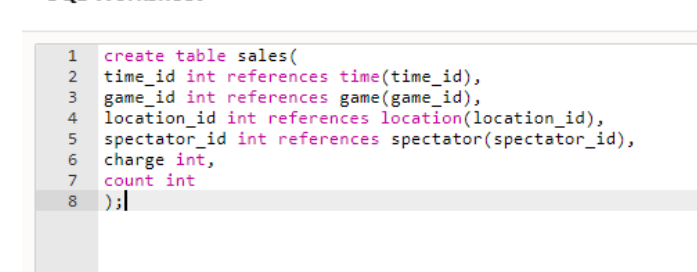 1 create table sales(
2 time_id int references time(time_id),
3 game_id int references game(game_id),
4 location_id int references location(location_id),
5 spectator_id int references spectator(spectator_id),
6 charge int,
7 count int
8 );